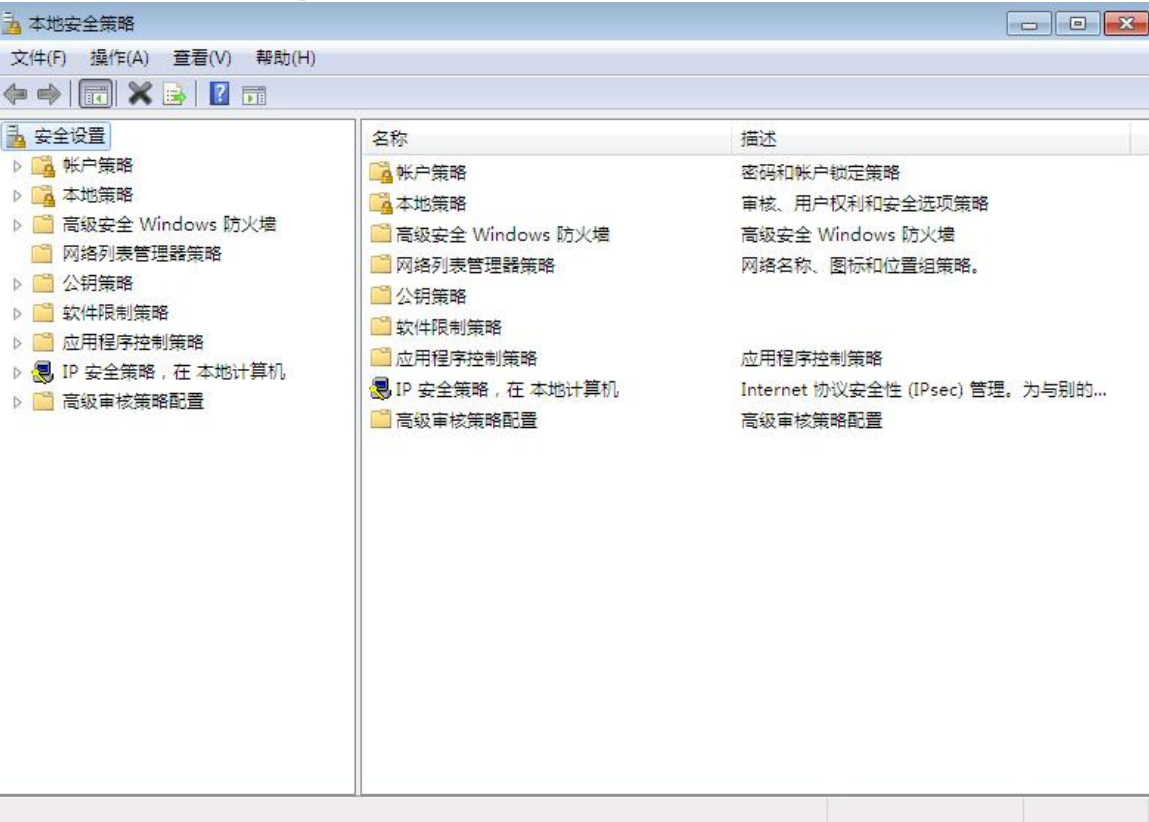 本地安全策略
文件(F) 操作(A) 查看(V) 帮助(H)
安全设置
帐户策略
本地策略
高级安全 Windows 防火墙
网络列表管理器策略
公钥策略
软件限制策略
应用程序控制策略
IP 安全策略，在 本地计算机
高级审核策略配置
名称 描述
帐户策略 密码和帐户锁定策略
本地策略 审核、用户权利和安全选项策略
高级安全 Windows 防火墙 高级安全 Windows 防火墙
网络列表管理器策略 网络名称、图标和位置组策略。
公钥策略
软件限制策略
应用程序控制策略 应用程序控制策略
IP 安全策略，在 本地计算机 Internet 协议安全性 (IPsec) 管理。为与别的...
高级审核策略配置 高级审核策略配置